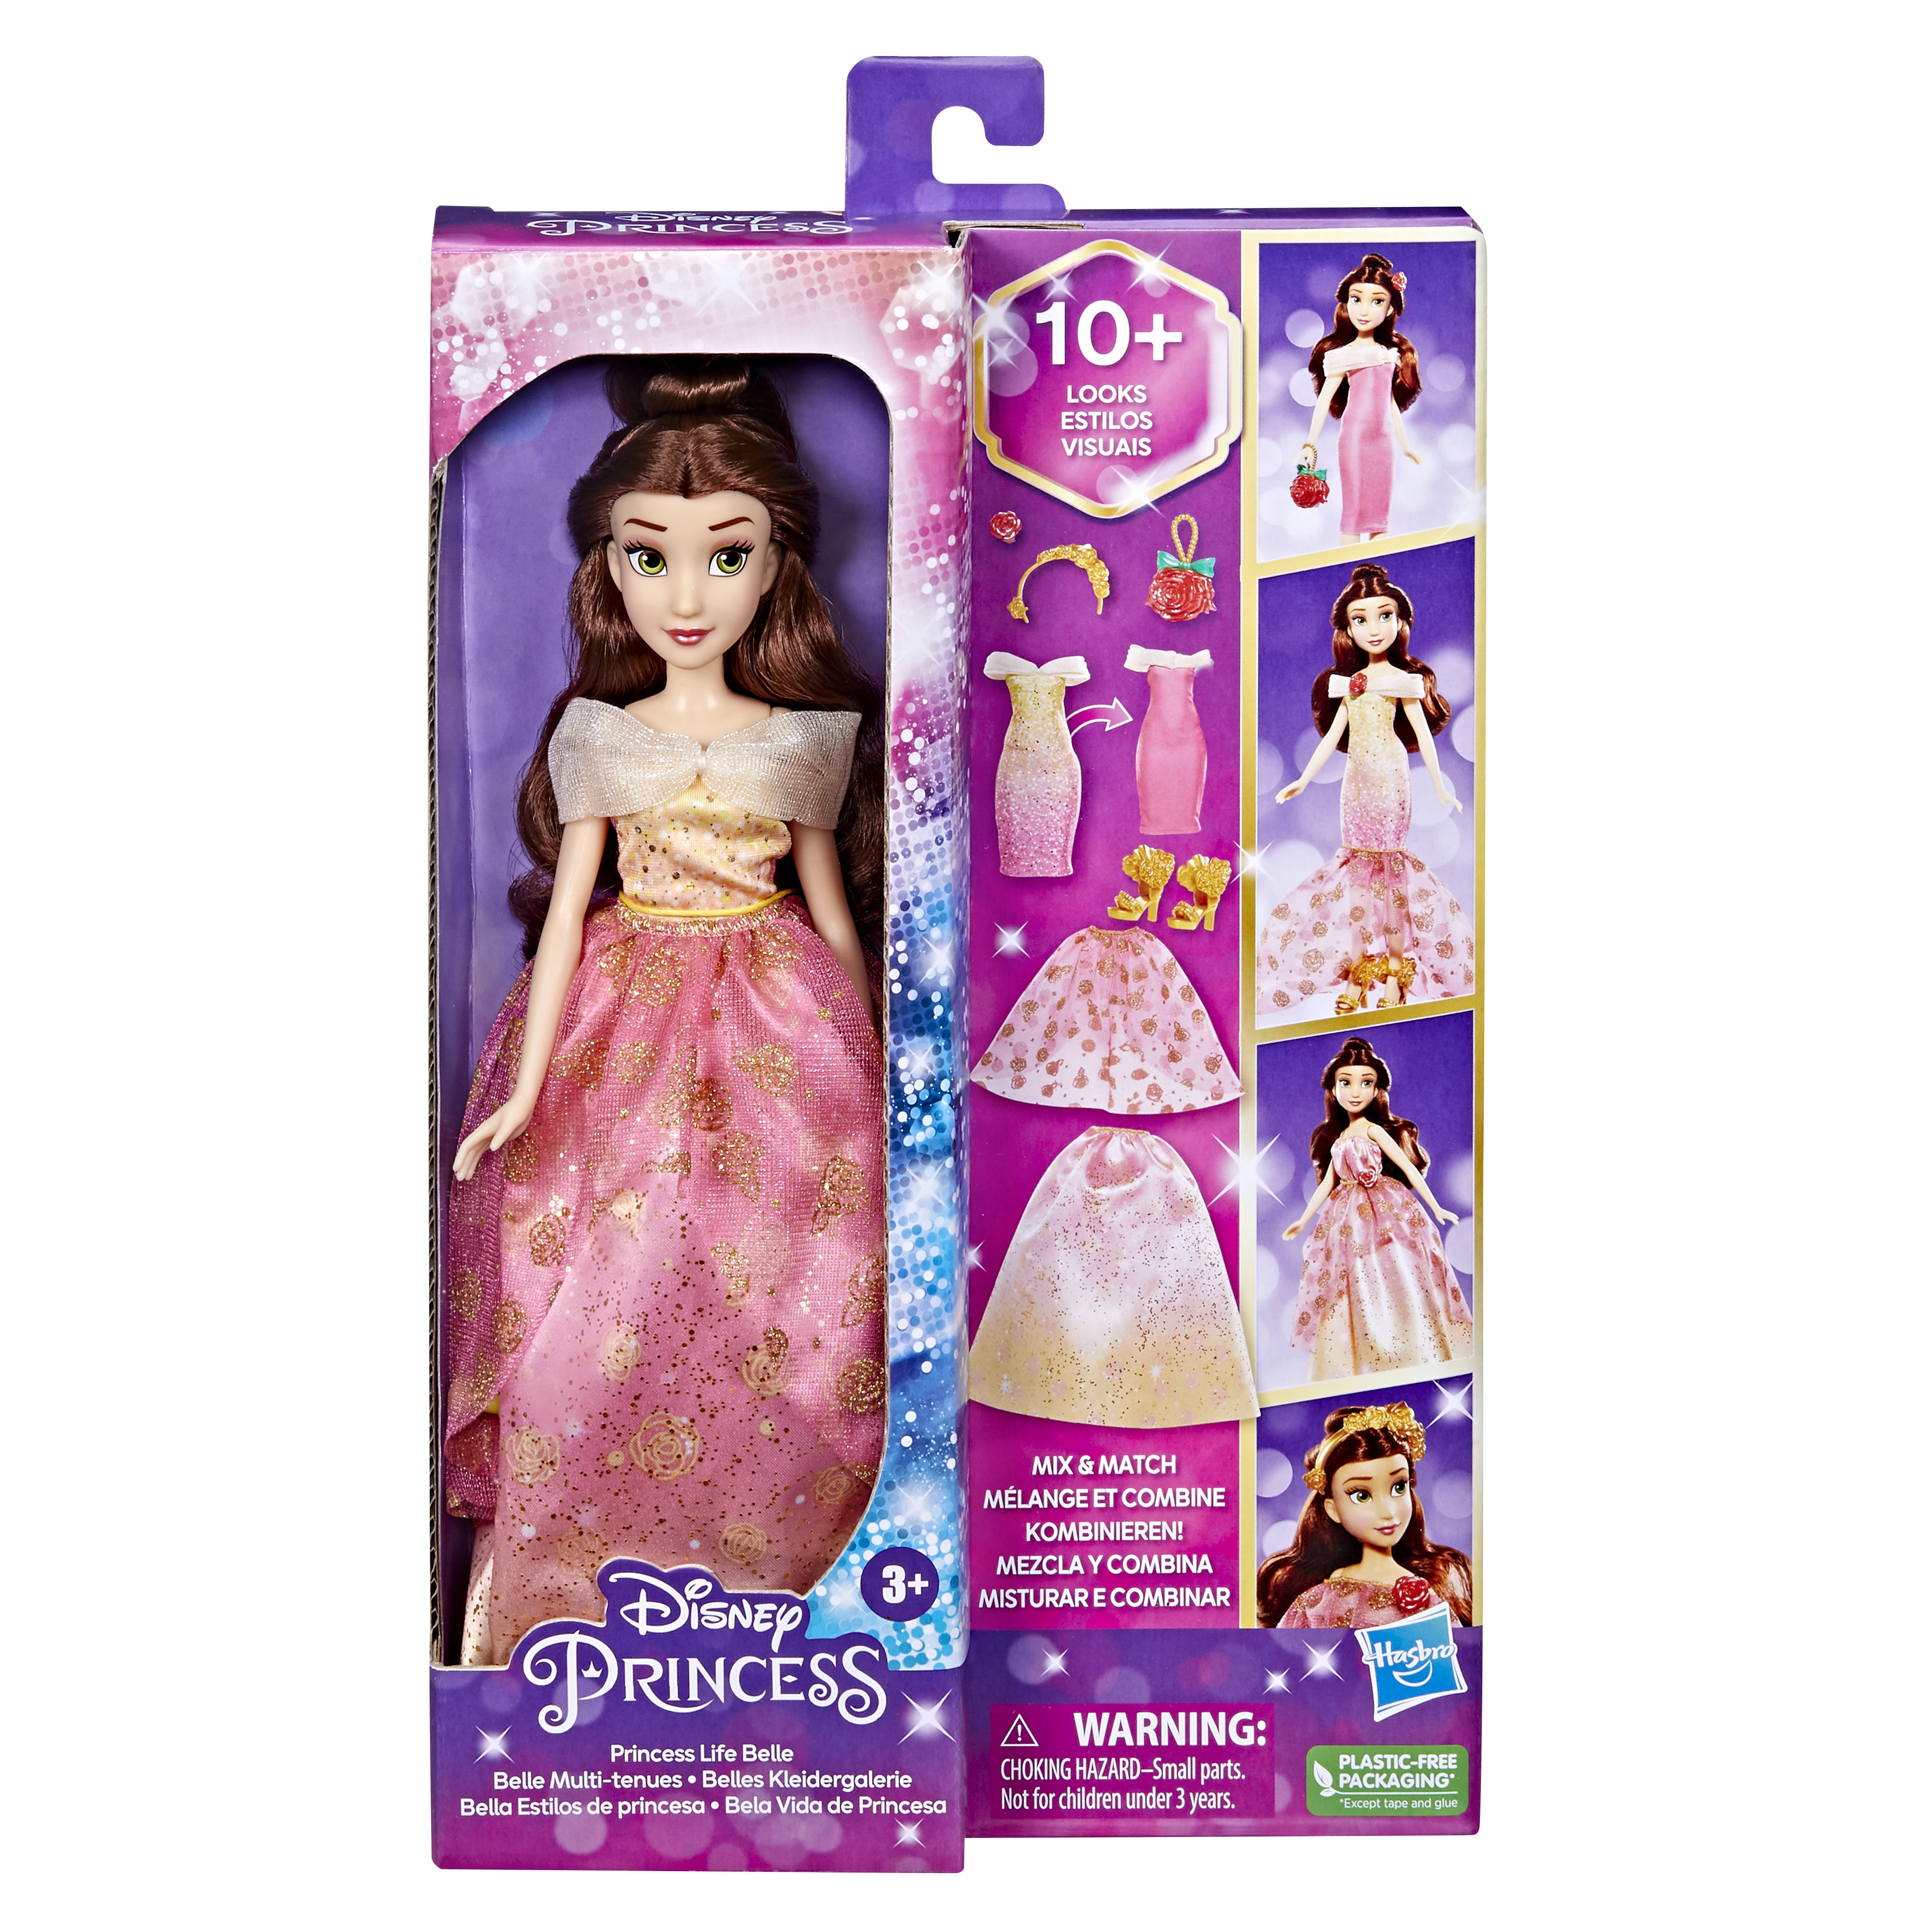 Disney
PRINCESS
10+
LOOKS
ESTILOS
VISUAIS
MIX & MATCH
MÉLANGE ET COMBINE
KOMBINIEREN!
MEZCLA Y COMBINA
MISTURAR E COMBINAR
3+
Disney
PRINCESS
Princess Life Belle
Belle Multi-tenues • Belles Kleidergalerie
Bella Estilos de princesa • Bela Vida de Princesa
Hasbro
WARNING:
CHOKING HAZARD–Small parts.
Not for children under 3 years.
PLASTIC-FREE
PACKAGING*
*Except tape and glue